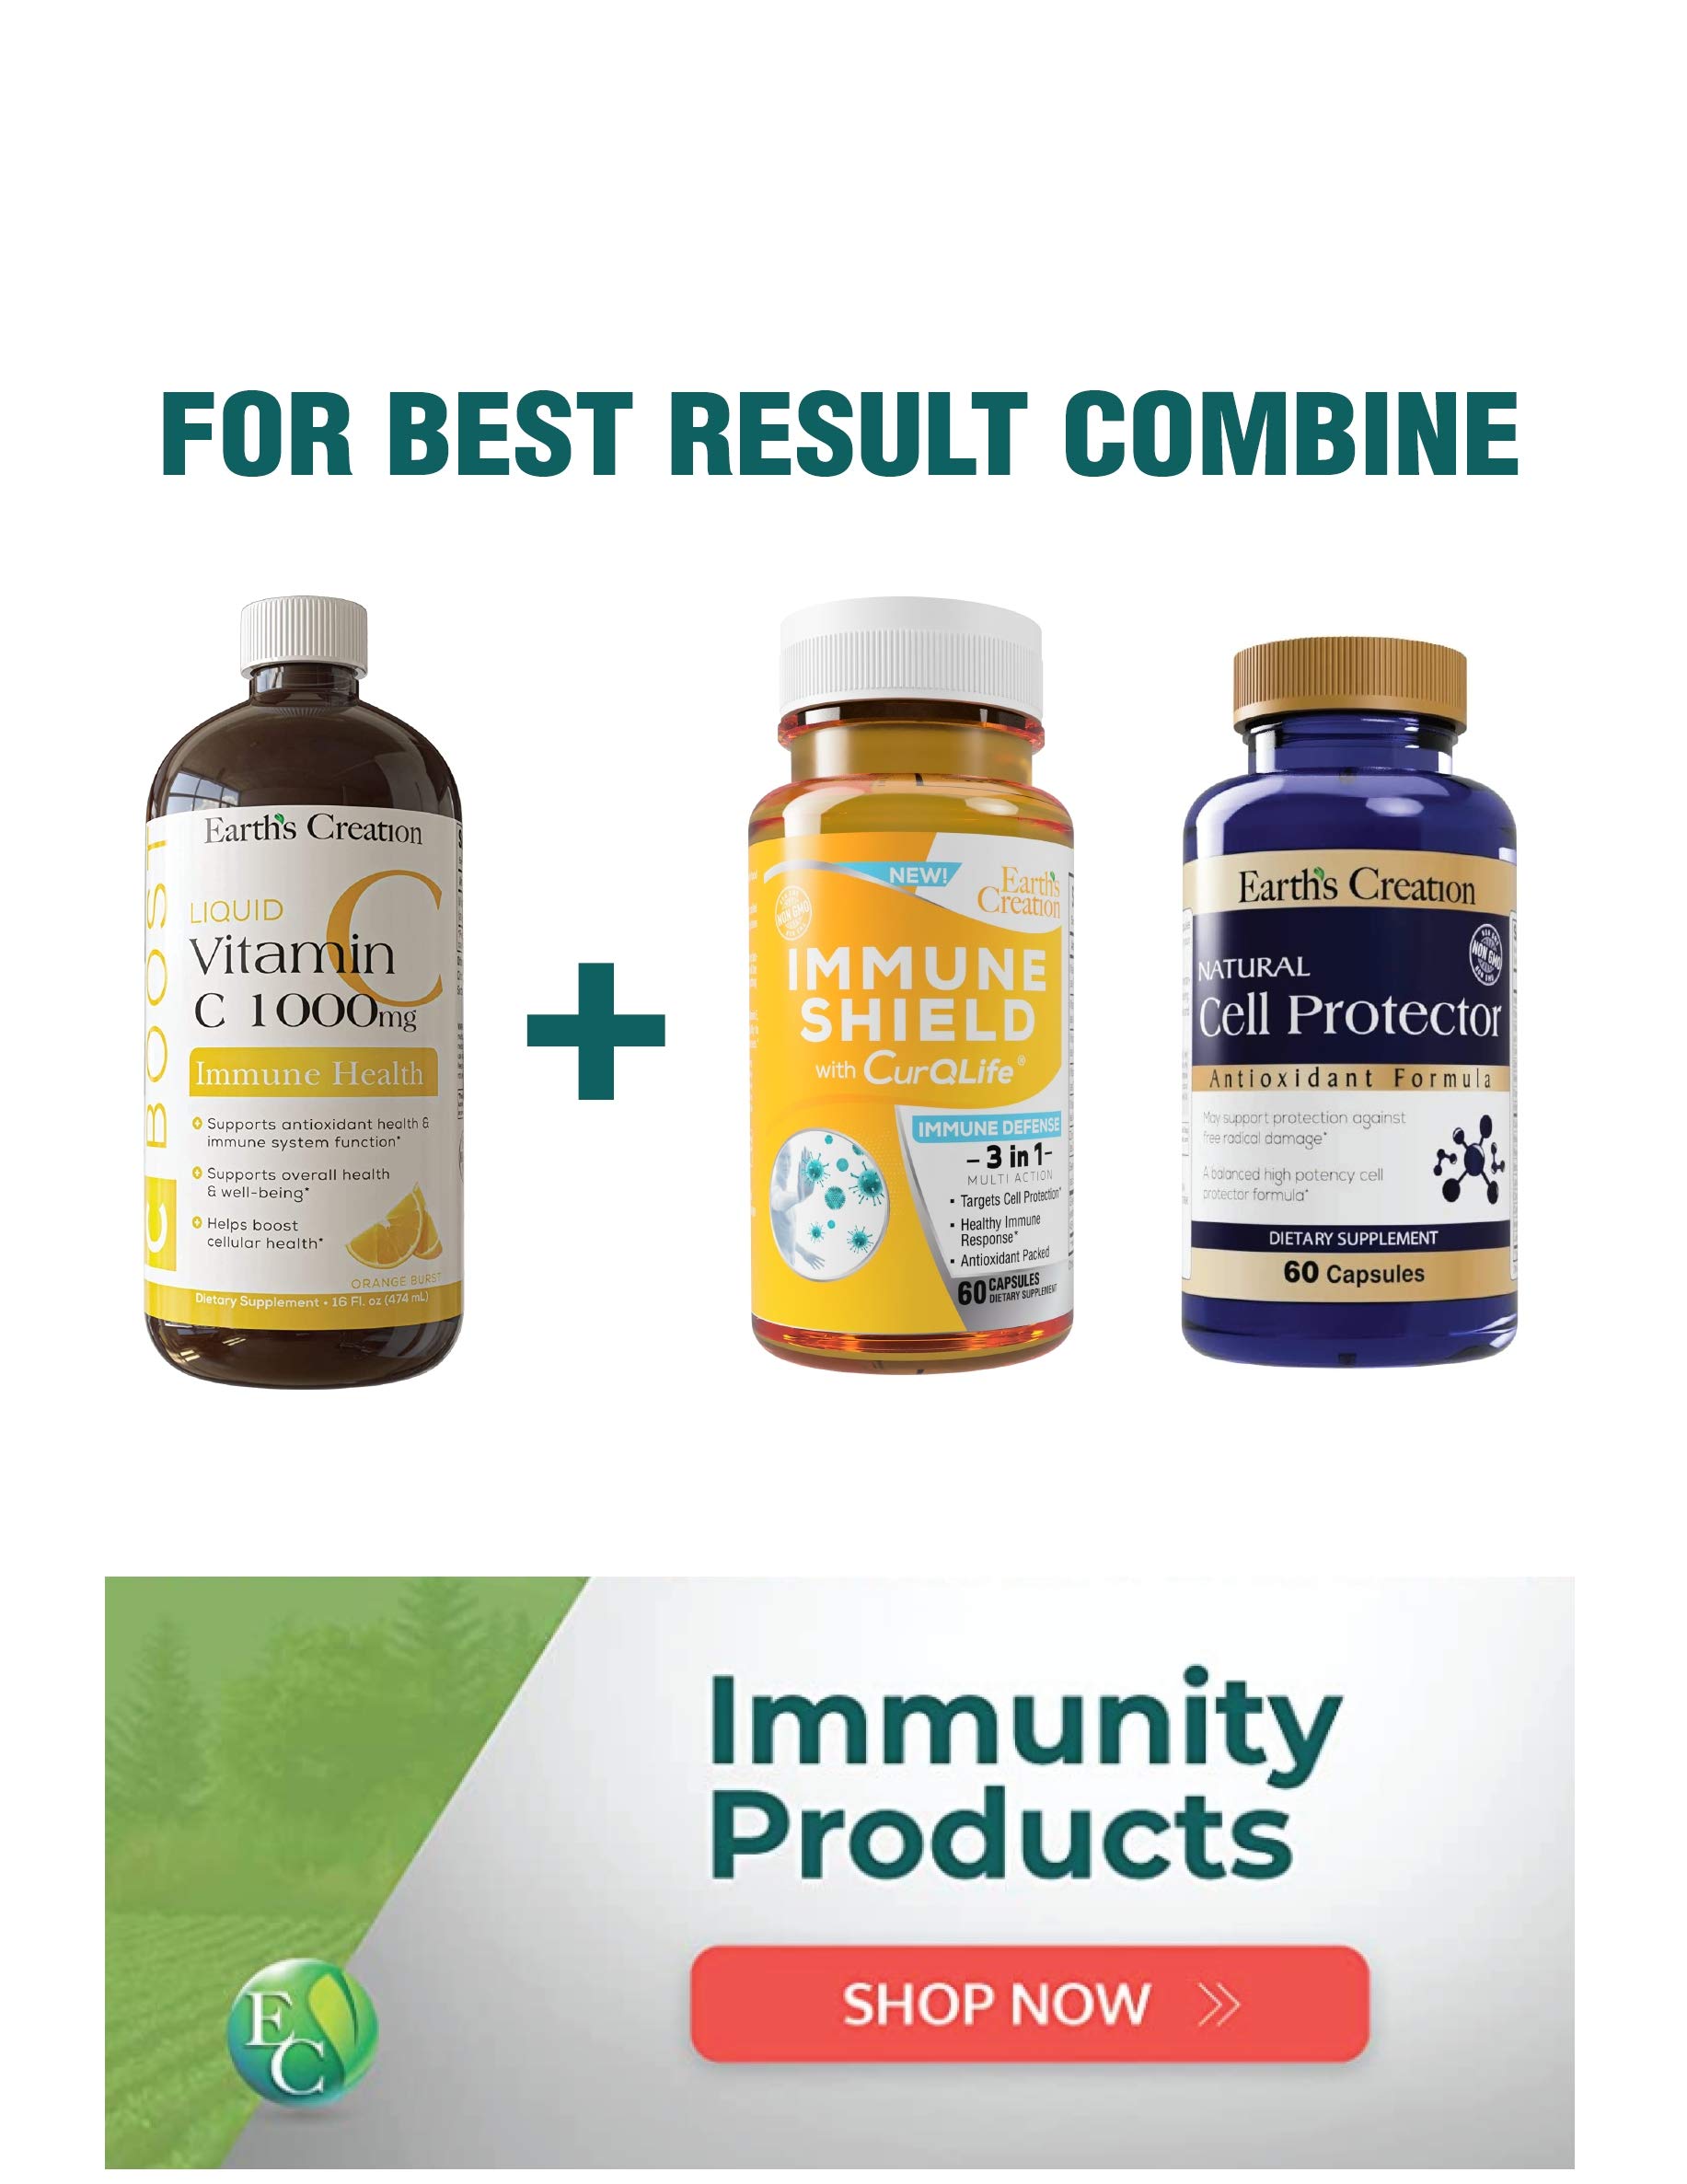 FOR BEST RESULT COMBINE
Earth's Creation
C BOOST
LIQUID
Vitamin
C 1000mg
C
Immune Health
Supports antioxidant health &
immune system function*
Supports overall health
& well-being*
Helps boost
cellular health*
ORANGE BURST
Dietary Supplement • 16 Fl. oz (474 mL)
+
NEW!
Earth's
Creation
NON GMO
IMMUNE
SHIELD
with CurQLife®
IMMUNE DEFENSE
– 3 in 1–
MULTI ACTION
• Targets Cell Protection*
• Healthy Immune
Response*
• Antioxidant Packed
60 CAPSULES
DIETARY SUPPLEMENT
Earth's Creation
NON GMO
NATURAL
Cell Protector
Antioxidant Formula
May support protection against
free radical damage*
A balanced high potency cell
protector formula*
DIETARY SUPPLEMENT
60 Capsules
Immunity
Products
SHOP NOW
EC